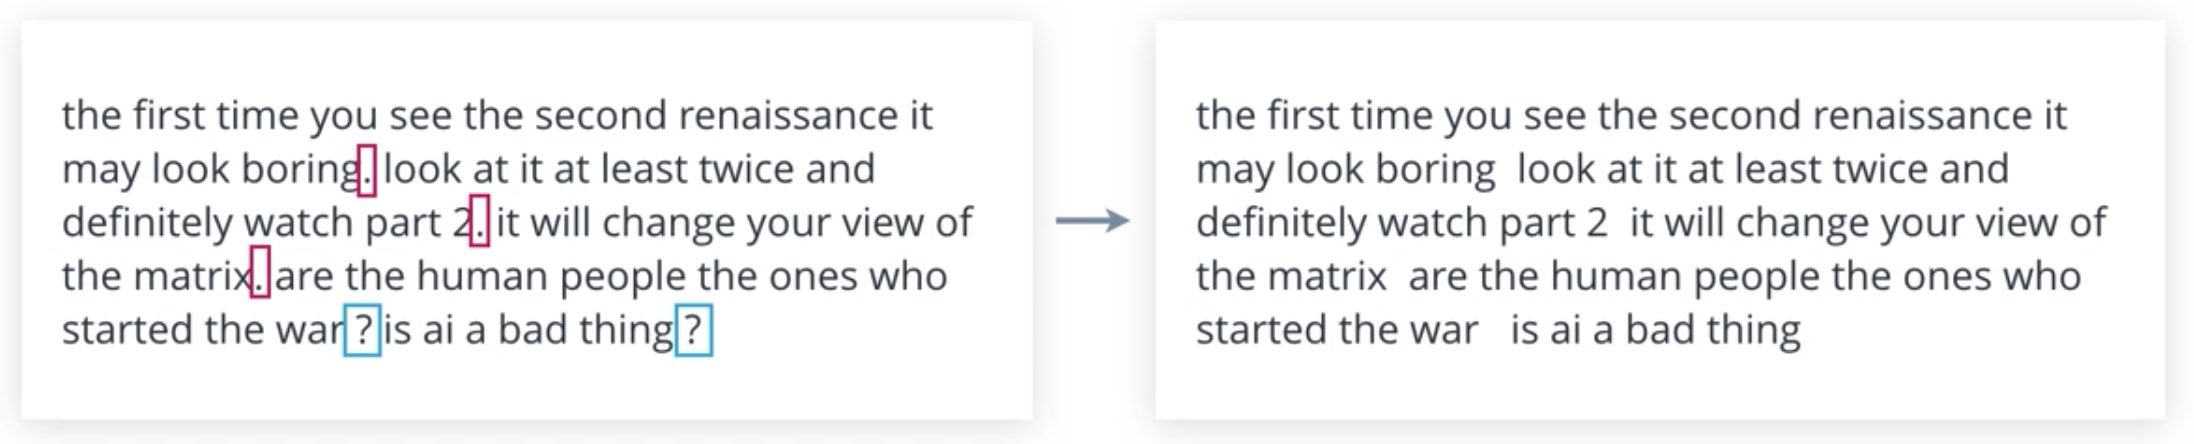 the first time you see the second renaissance it
may look boring. look at it at least twice and
definitely watch part 2. it will change your view of
the matrix. are the human people the ones who
started the war ? is ai a bad thing ?
the first time you see the second renaissance it
may look boring  look at it at least twice and
definitely watch part 2  it will change your view of
the matrix  are the human people the ones who
started the war   is ai a bad thing